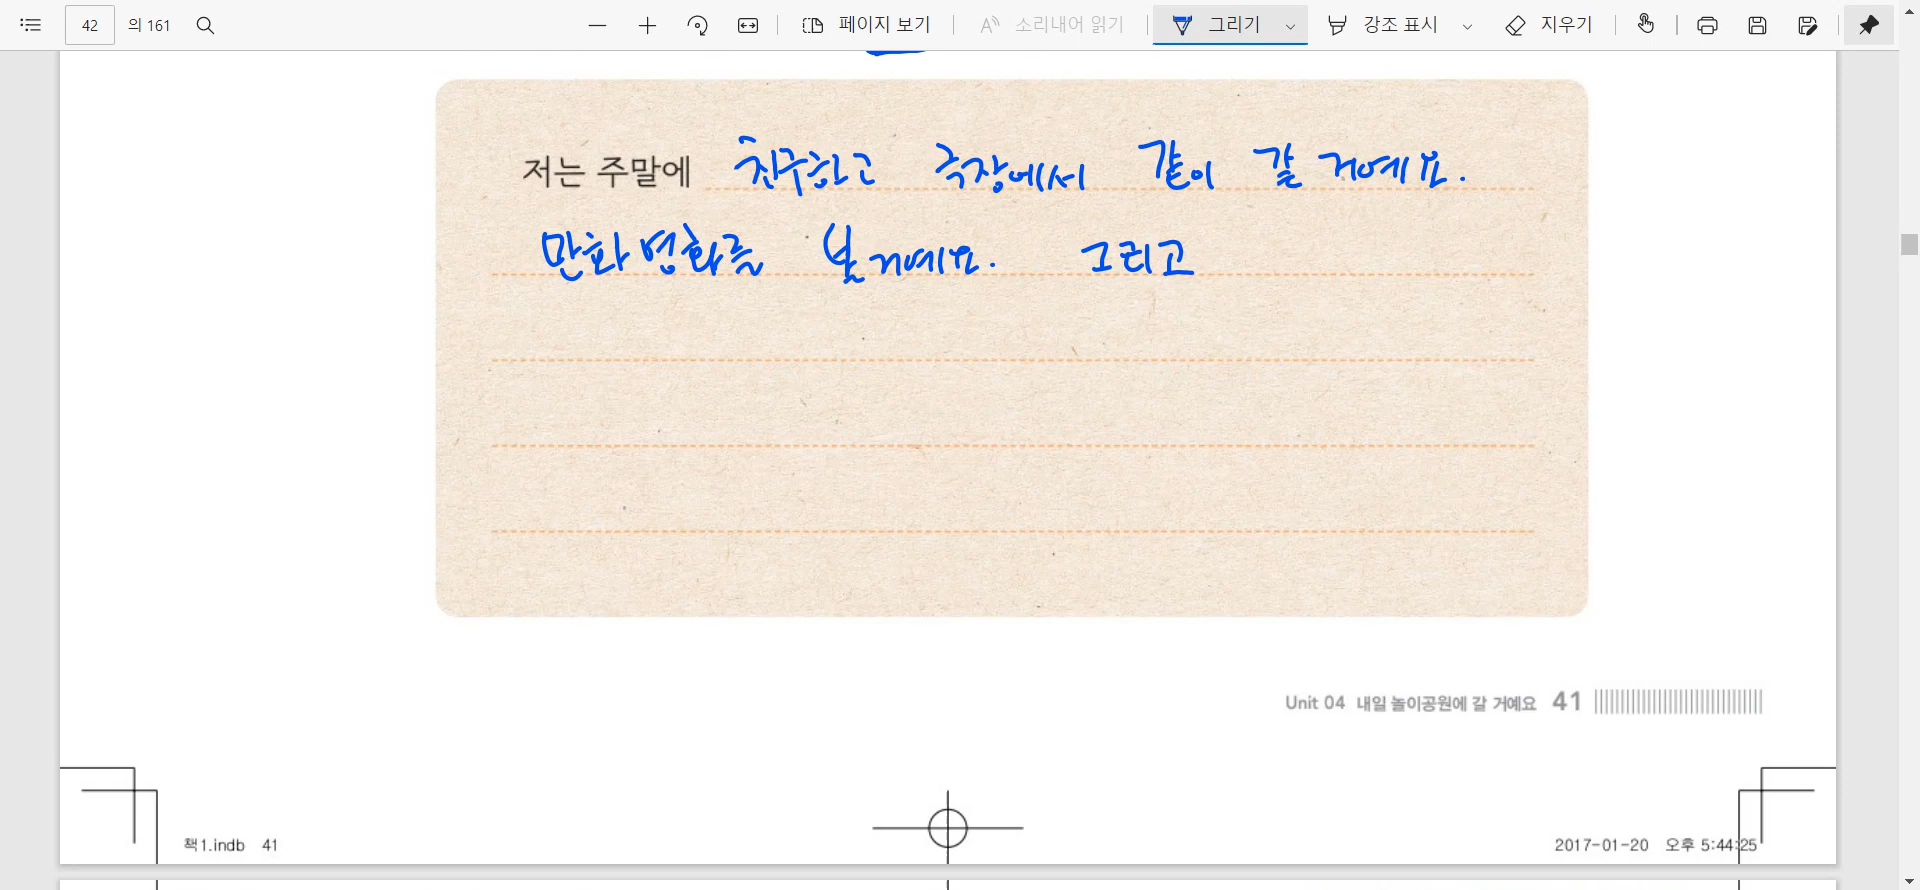 42 의 161 페이지 보기 소리내어 읽기 그리기 강조 표시 지우기
저는 주말에 친구하고 극장에서 같이 갈 거예요.
만화 영화를 볼 거예요. 그리고
Unit 04 내일 놀이공원에 갈 거예요 41
책1.indb 41 2017-01-20 오후 5:44:25